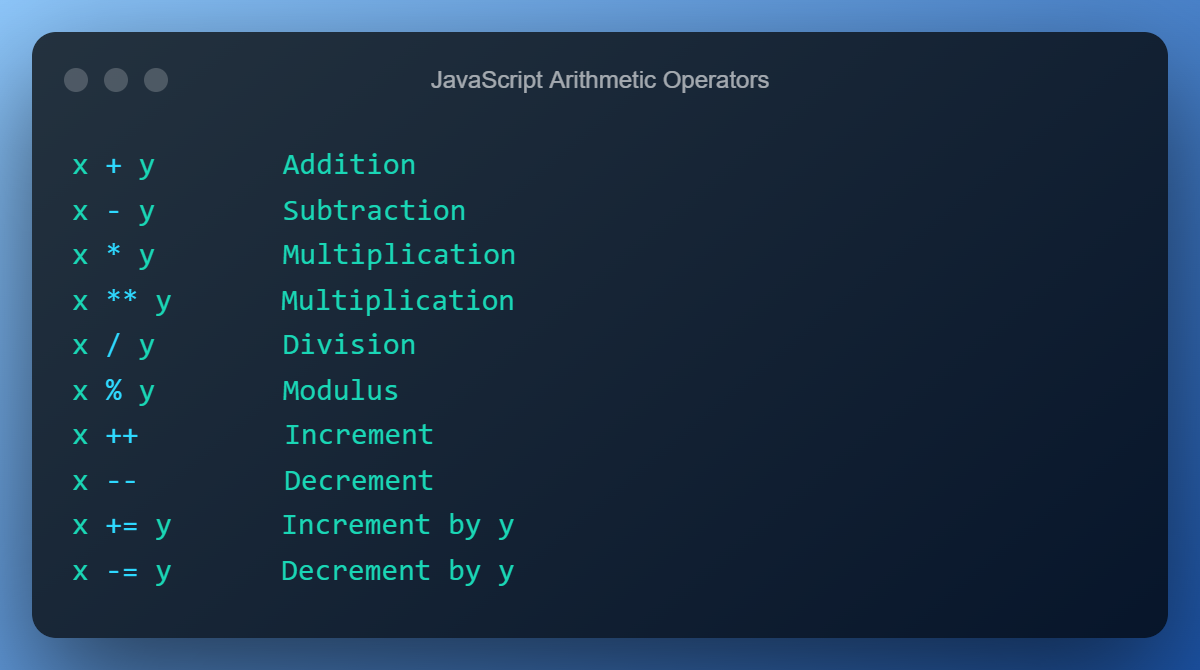 JavaScript Arithmetic Operators
x + y Addition
x - y Subtraction
x * y Multiplication
x ** y Multiplication
x / y Division
x % y Modulus
x ++ Increment
x -- Decrement
x += y Increment by y
x -= y Decrement by y